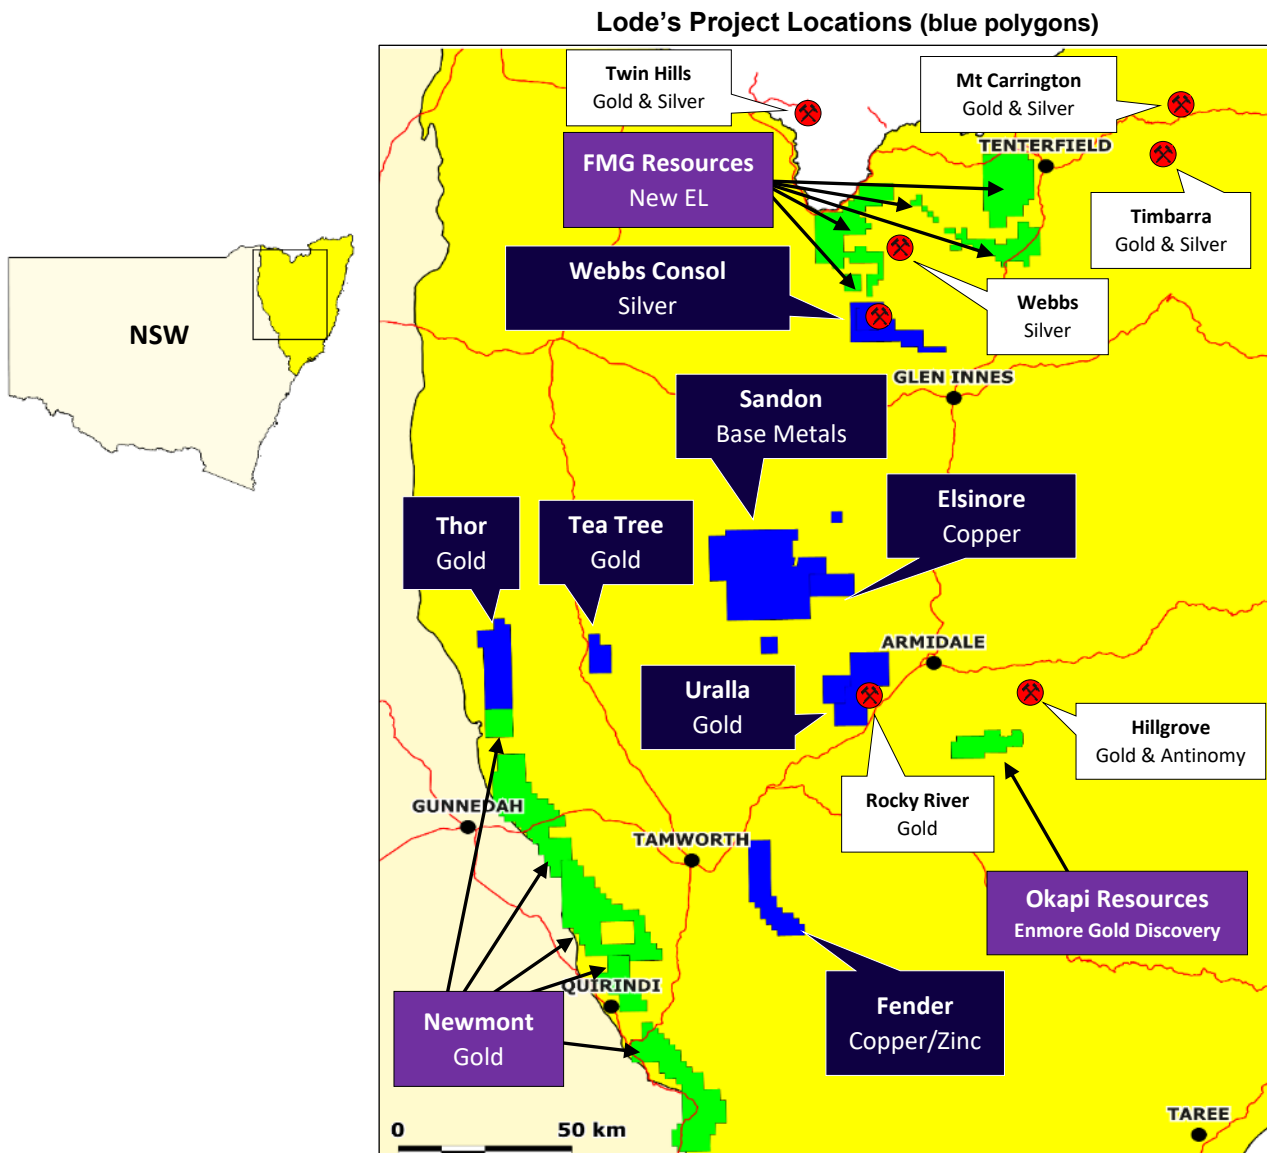 Lode's Project Locations (blue polygons)
Twin Hills
Gold & Silver
Mt Carrington
Gold & Silver
TENTERFIELD
FMG Resources
New EL
Timbarra
Gold & Silver
Webbs Consol
Silver
Webbs
Silver
NSW
GLEN INNES
Sandon
Base Metals
Elsinore
Copper
Thor
Gold
Tea Tree
Gold
ARMIDALE
Uralla
Gold
Hillgrove
Gold & Antinomy
Rocky River
Gold
GUNNEDAH
TAMWORTH
Okapi Resources
Enmore Gold Discovery
QUIRINDI
Fender
Copper/Zinc
Newmont
Gold
TAREE
0 50 km